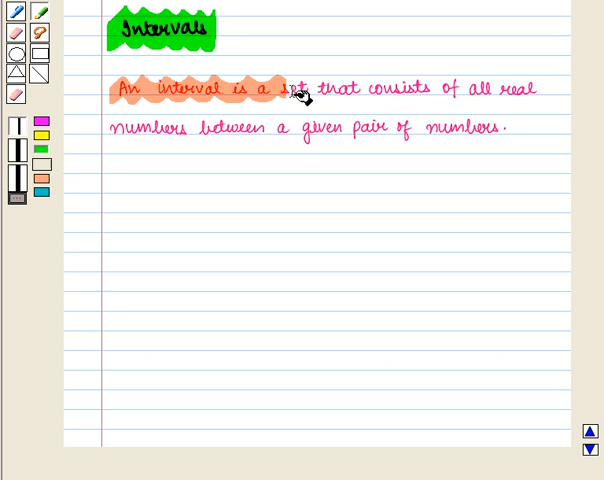 Intervals
An interval is a set that consists of all real
numbers between a given pair of numbers.